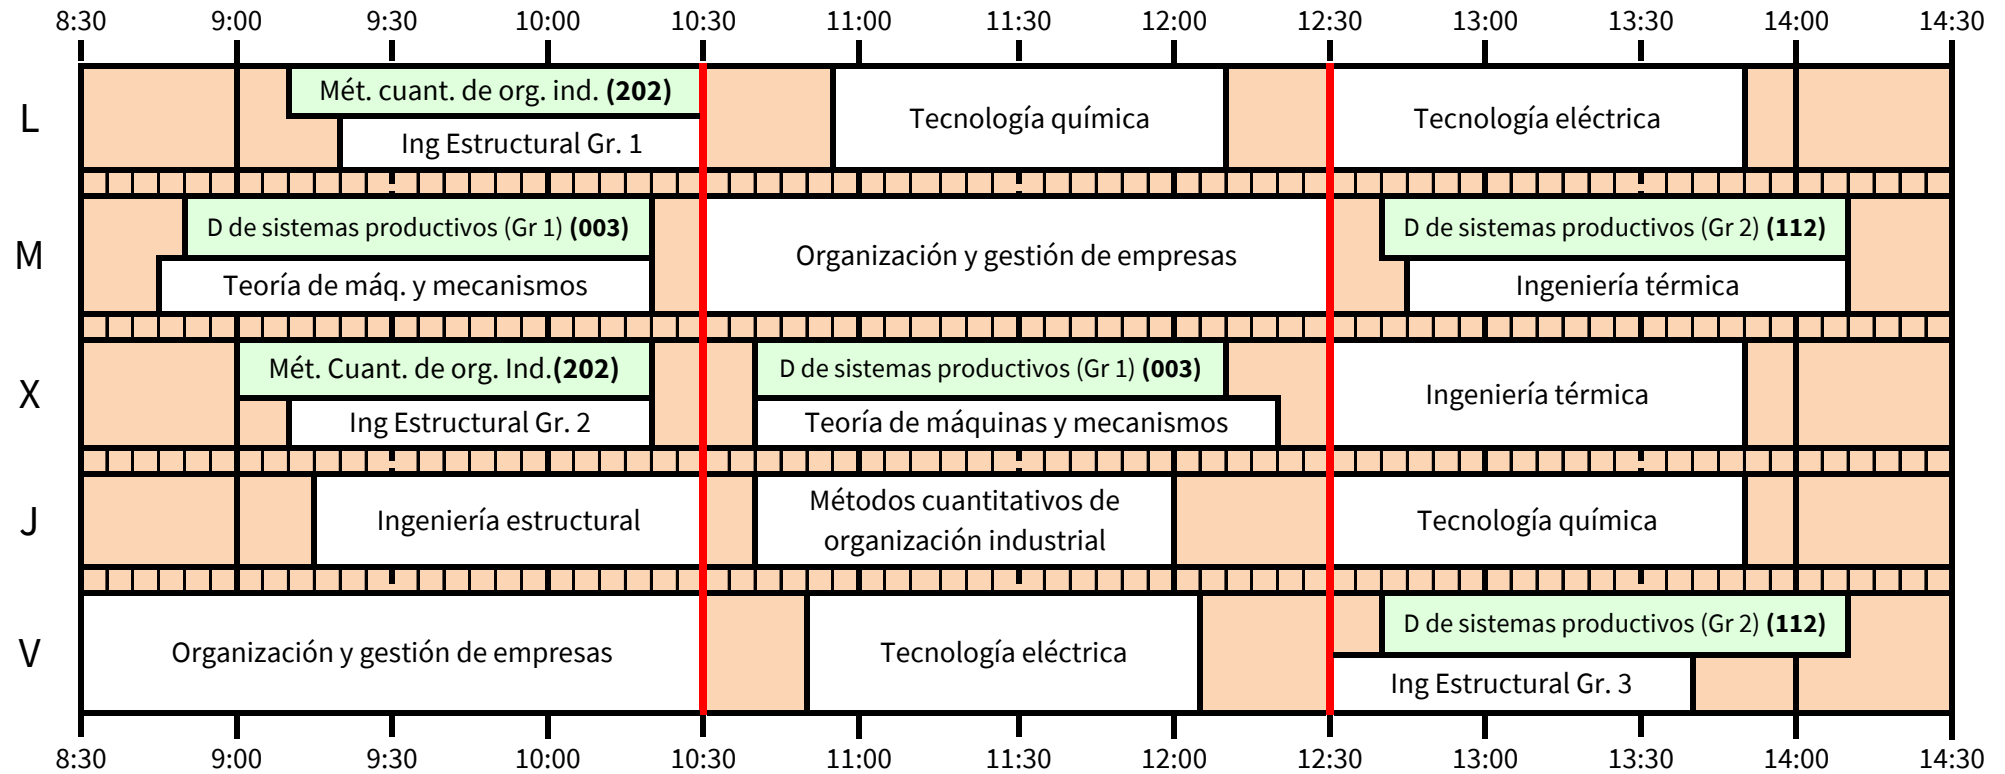 8:30 9:00 9:30 10:00 10:30 11:00 11:30 12:00 12:30 13:00 13:30 14:00 14:30
L
Mét. cuant. de org. ind. (202)
Ing Estructural Gr. 1
Tecnología química
Tecnología eléctrica
M
D de sistemas productivos (Gr 1) (003)
Teoría de máq. y mecanismos
Organización y gestión de empresas
D de sistemas productivos (Gr 2) (112)
Ingeniería térmica
X
Mét. Cuant. de org. Ind.(202)
Ing Estructural Gr. 2
D de sistemas productivos (Gr 1) (003)
Teoría de máquinas y mecanismos
Ingeniería térmica
J
Ingeniería estructural
Métodos cuantitativos de
organización industrial
Tecnología química
V
Organización y gestión de empresas
Tecnología eléctrica
D de sistemas productivos (Gr 2) (112)
Ing Estructural Gr. 3
8:30 9:00 9:30 10:00 10:30 11:00 11:30 12:00 12:30 13:00 13:30 14:00 14:30